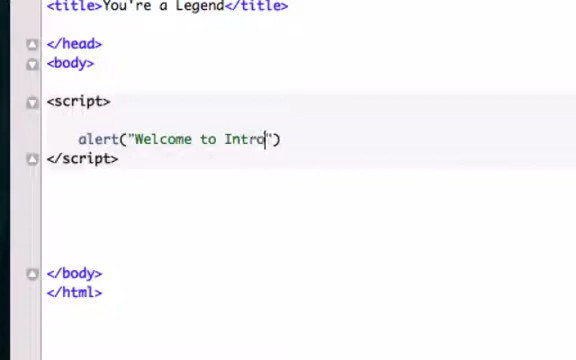 <title>You're a Legend</title>
</head>
<body>
<script>
alert("Welcome to Intro")
</script>
</body>
</html>